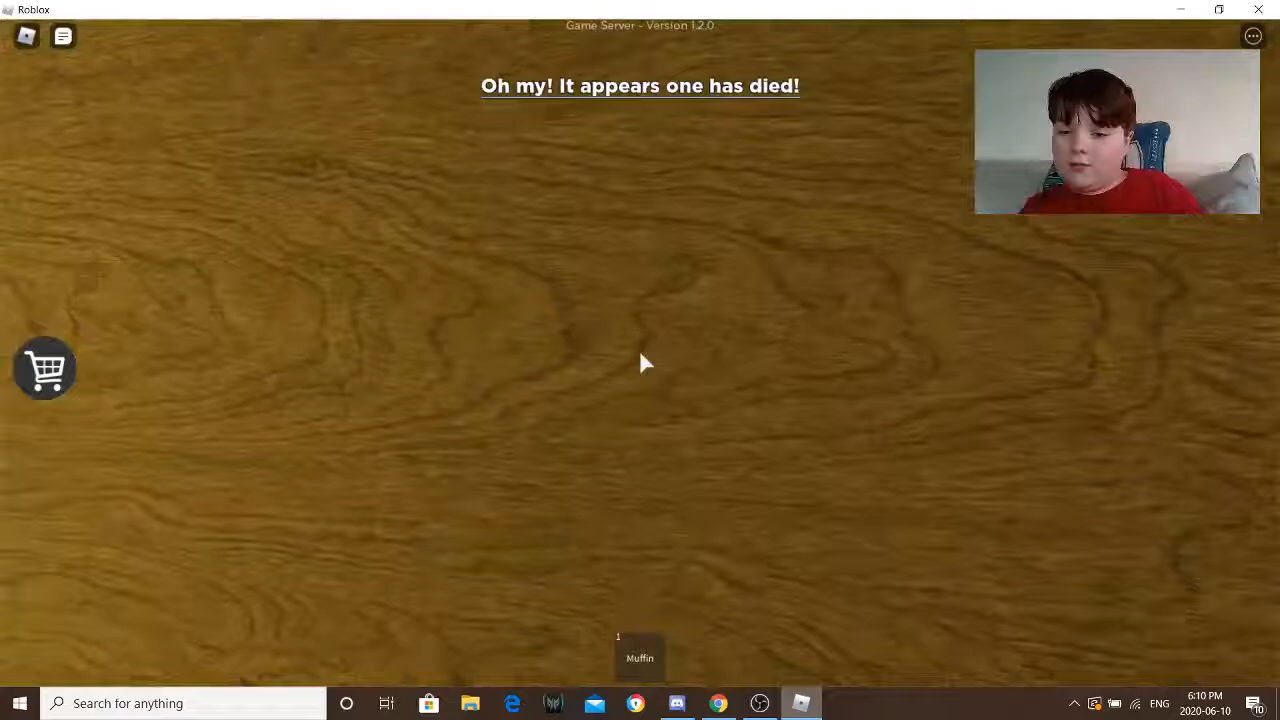 Roblox
Game Server - Version 1.2.0
Oh my! It appears one has died!
1
Muffin
Search for anything
ENG
6:10 PM
2020-06-10